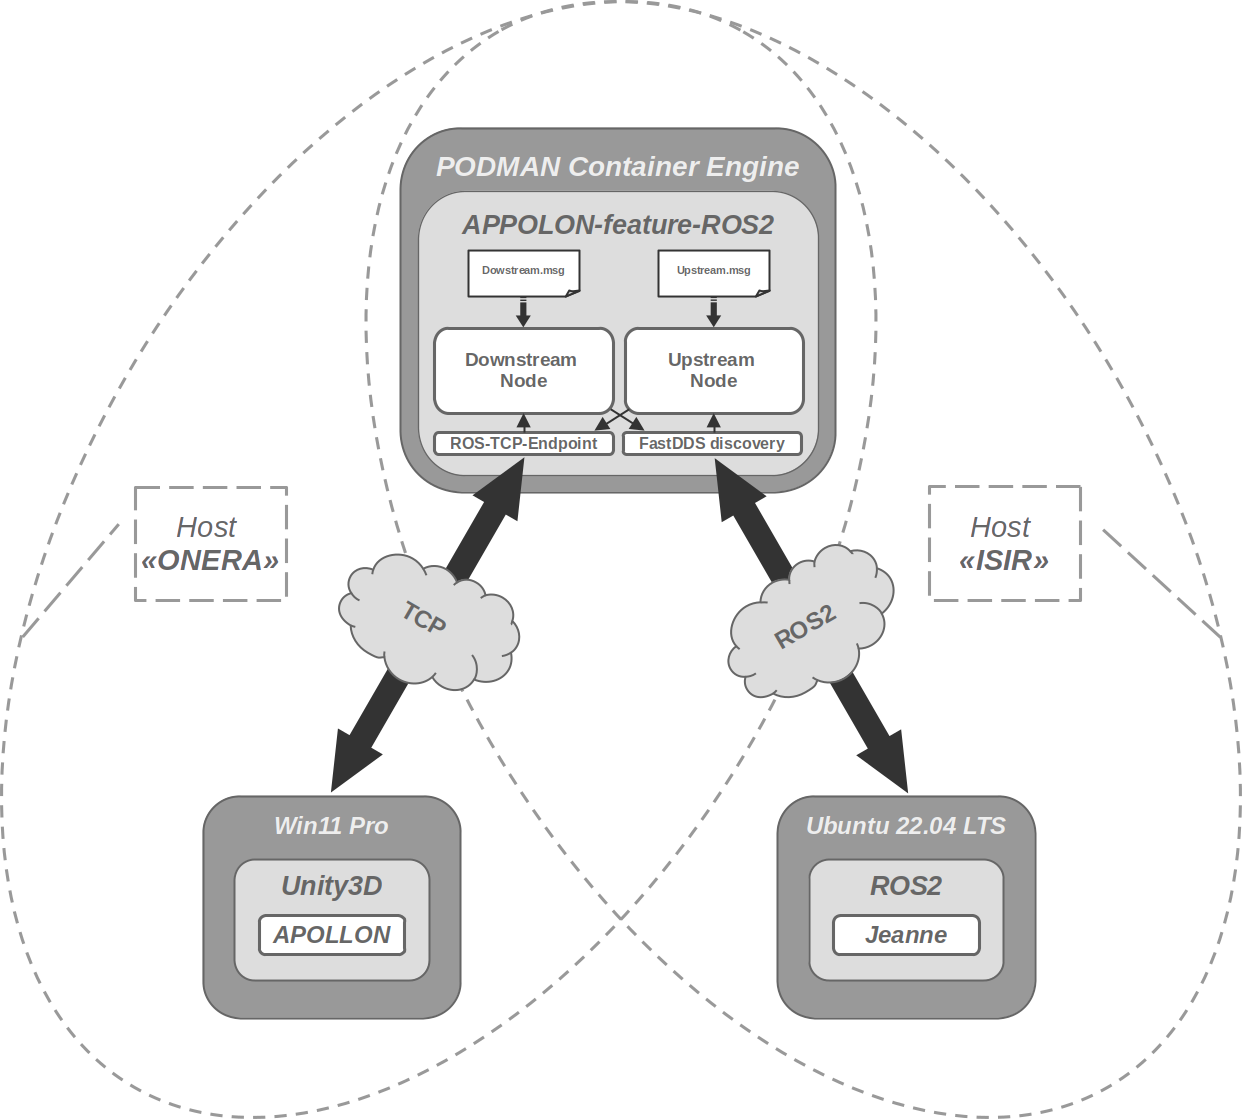 PODMAN Container Engine
APPOLON-feature-ROS2
Dowstream.msg
Upstream.msg
Downstream
Node
Upstream
Node
ROS-TCP-Endpoint
FastDDS discovery
Host
«ONERA»
Host
«ISIR»
TCP
ROS2
Win11 Pro
Unity3D
APOLLON
Ubuntu 22.04 LTS
ROS2
Jeanne